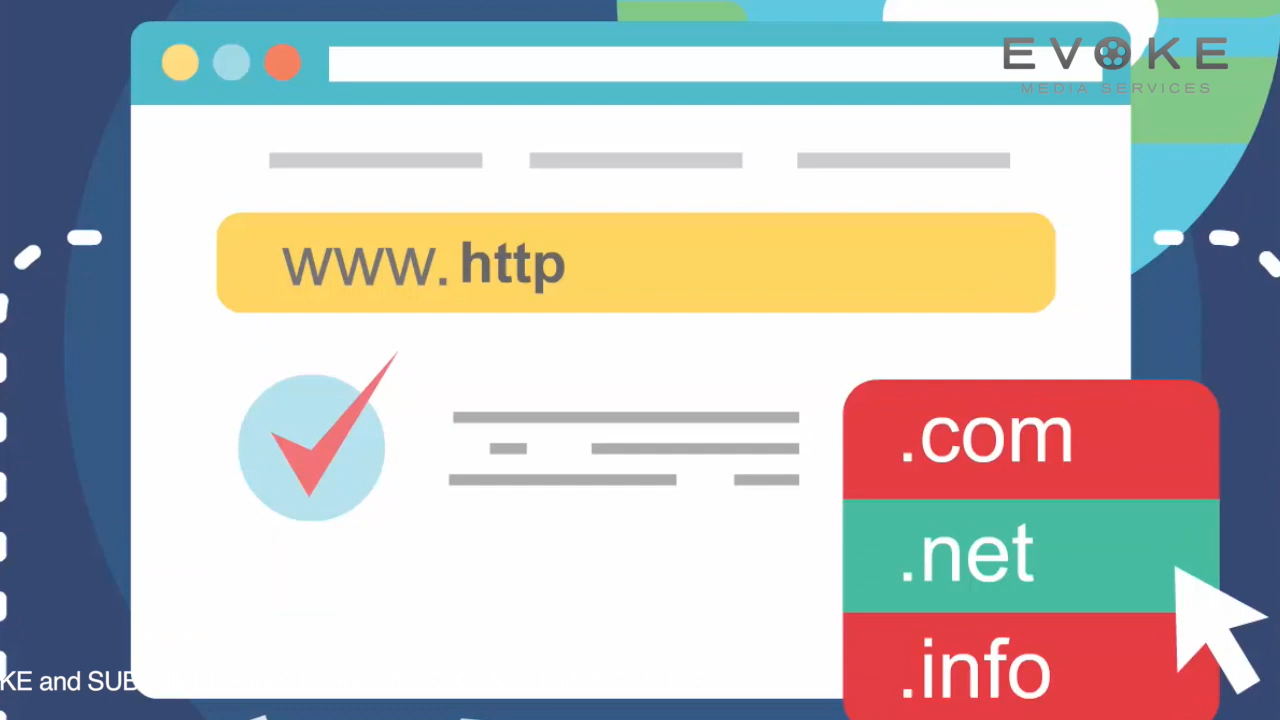 EVOKE
MEDIA SERVICES
www.http
.com
.net
.info
KE and SUB